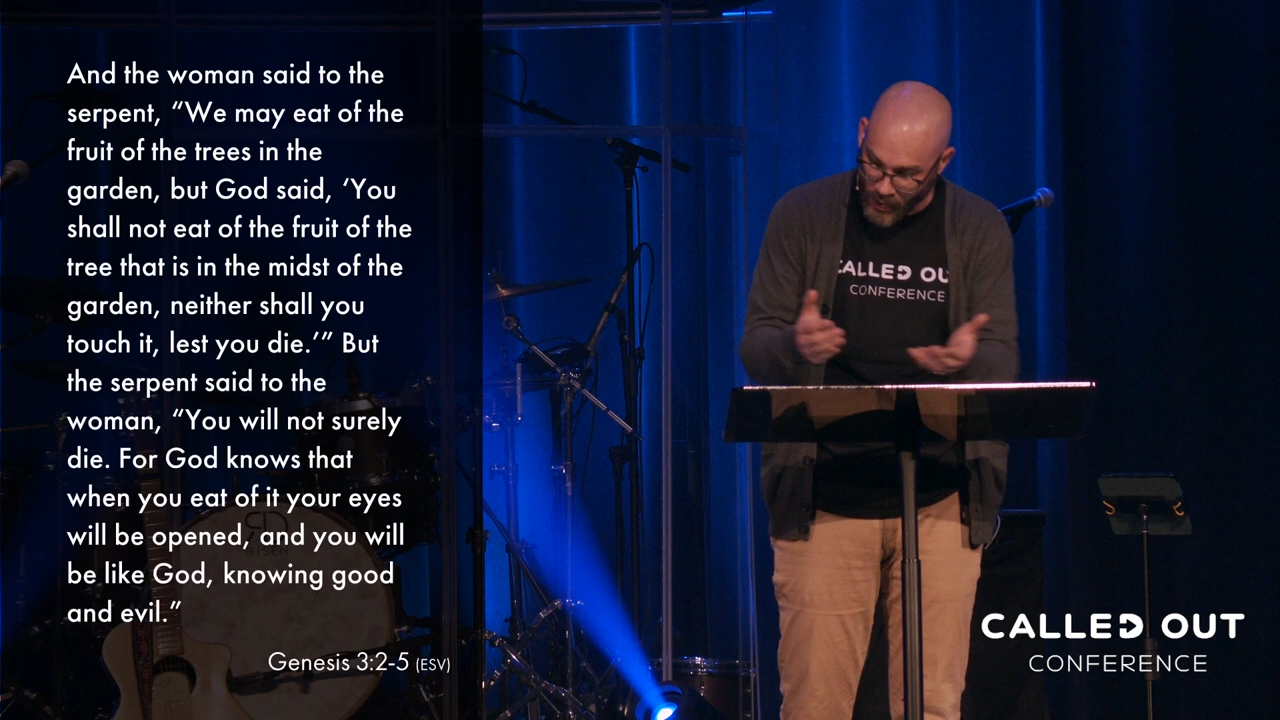 And the woman said to the
serpent, “We may eat of the
fruit of the trees in the
garden, but God said, ‘You
shall not eat of the fruit of the
tree that is in the midst of the
garden, neither shall you
touch it, lest you die.’” But
the serpent said to the
woman, “You will not surely
die. For God knows that
when you eat of it your eyes
will be opened, and you will
be like God, knowing good
and evil.”
Genesis 3:2-5 (ESV)
CALLED OU
CONFERENCE
CALLED OUT
CONFERENCE